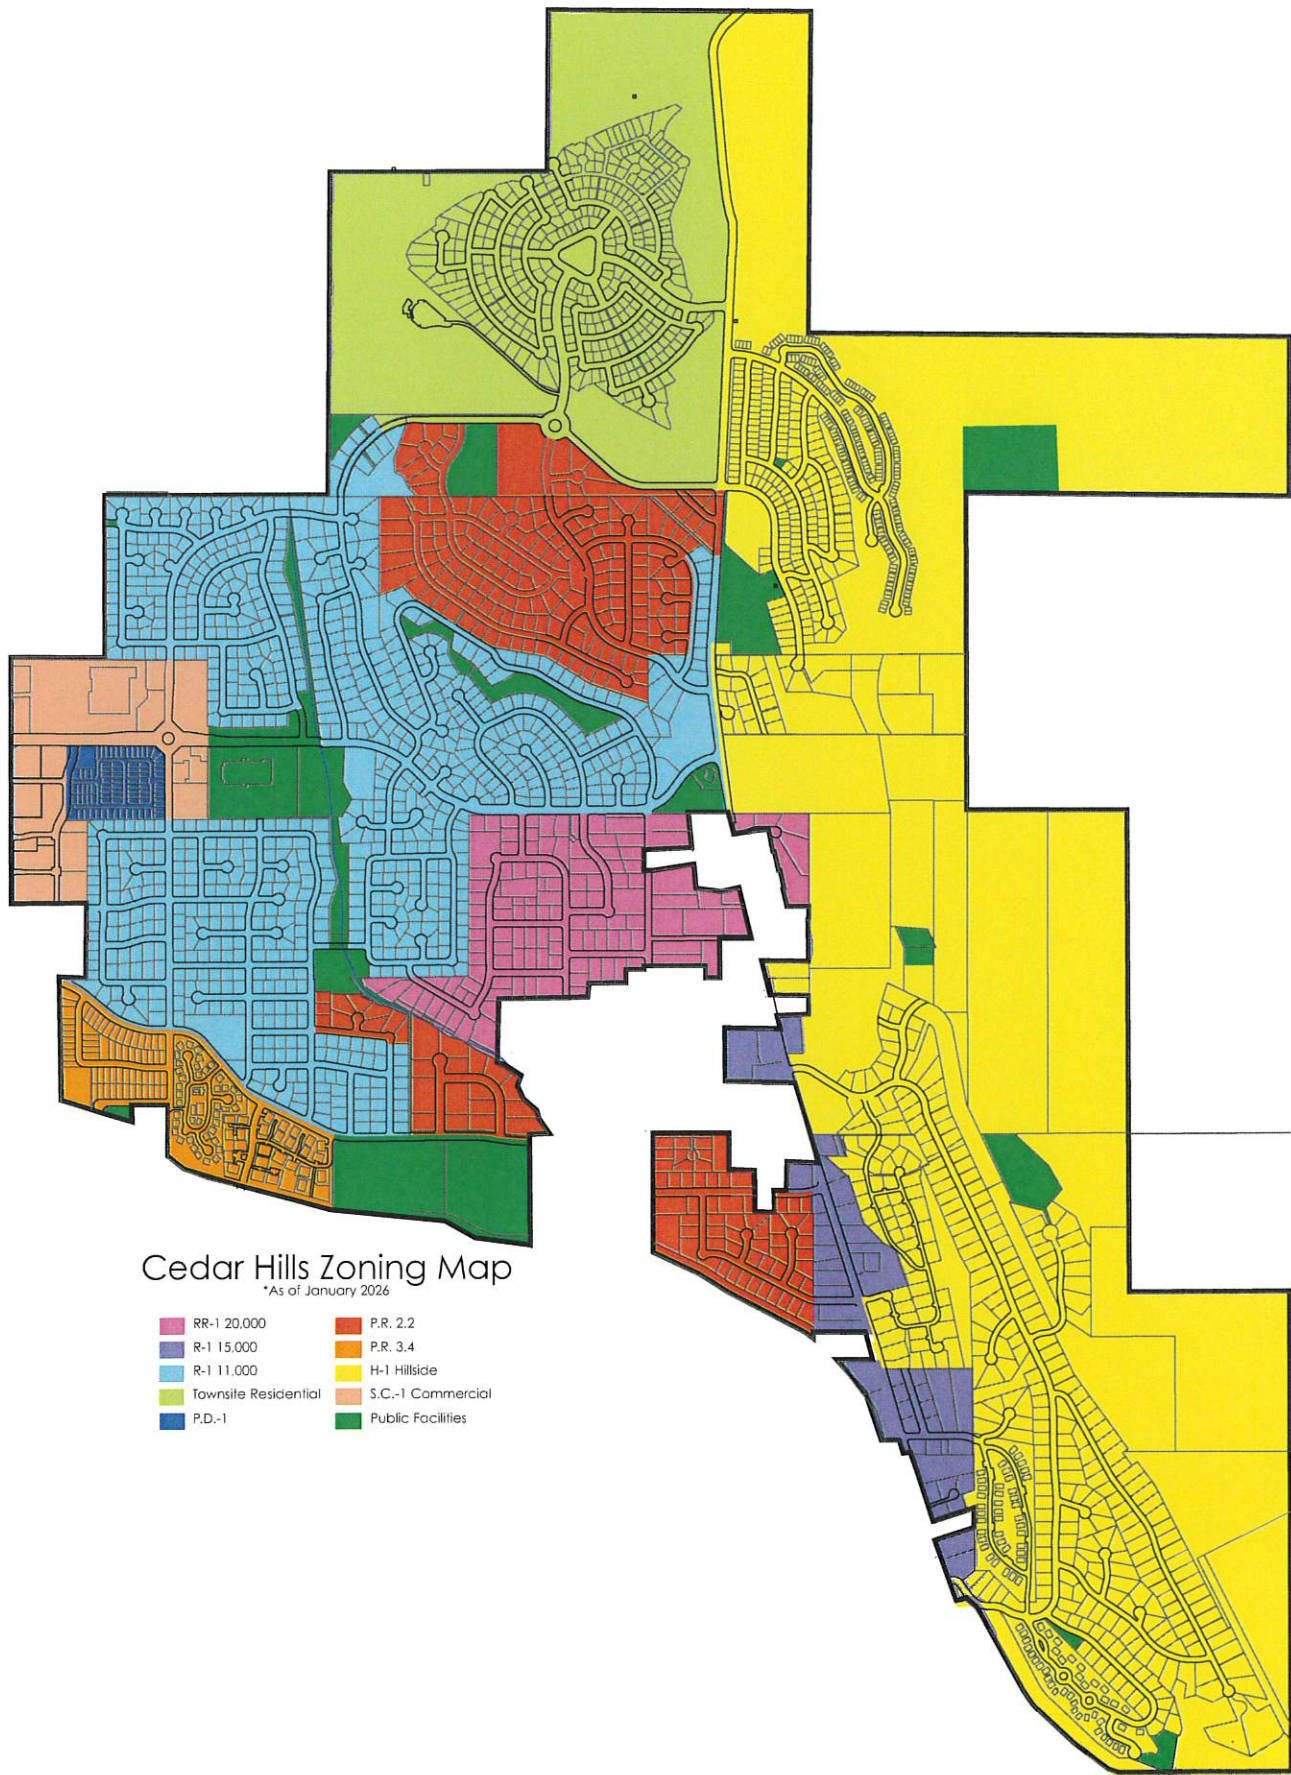 Cedar Hills Zoning Map
*As of January 2026
RR-1 20,000
R-1 15,000
R-1 11,000
Townsite Residential
P.D.-1
P.R. 2.2
P.R. 3.4
H-1 Hillside
S.C.-1 Commercial
Public Facilities